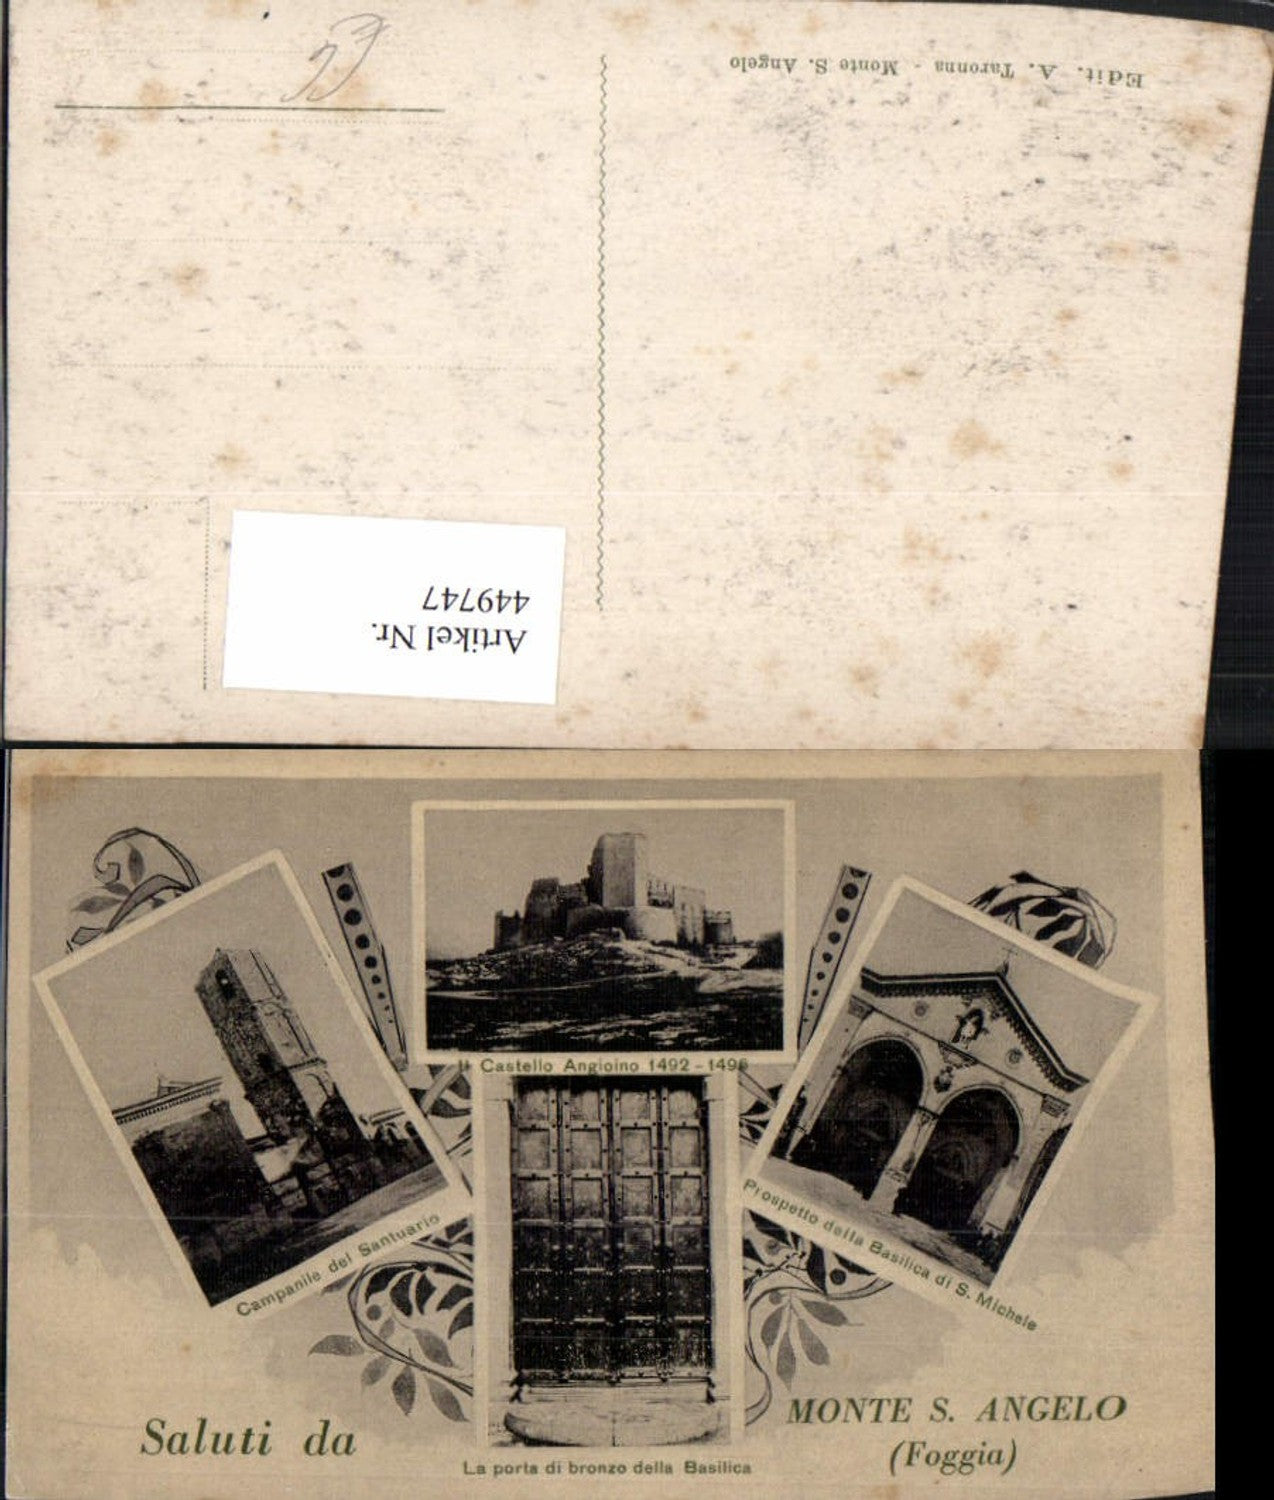 Edit. A. Taronna - Monte S. Angelo
53
Artikel Nr.
449747
Il Castello Angioino 1492 - 1496
Campanile del Santuario
Prospetto della Basilica di S. Michele
La porta di bronzo della Basilica
Saluti da
MONTE S. ANGELO
(Foggia)